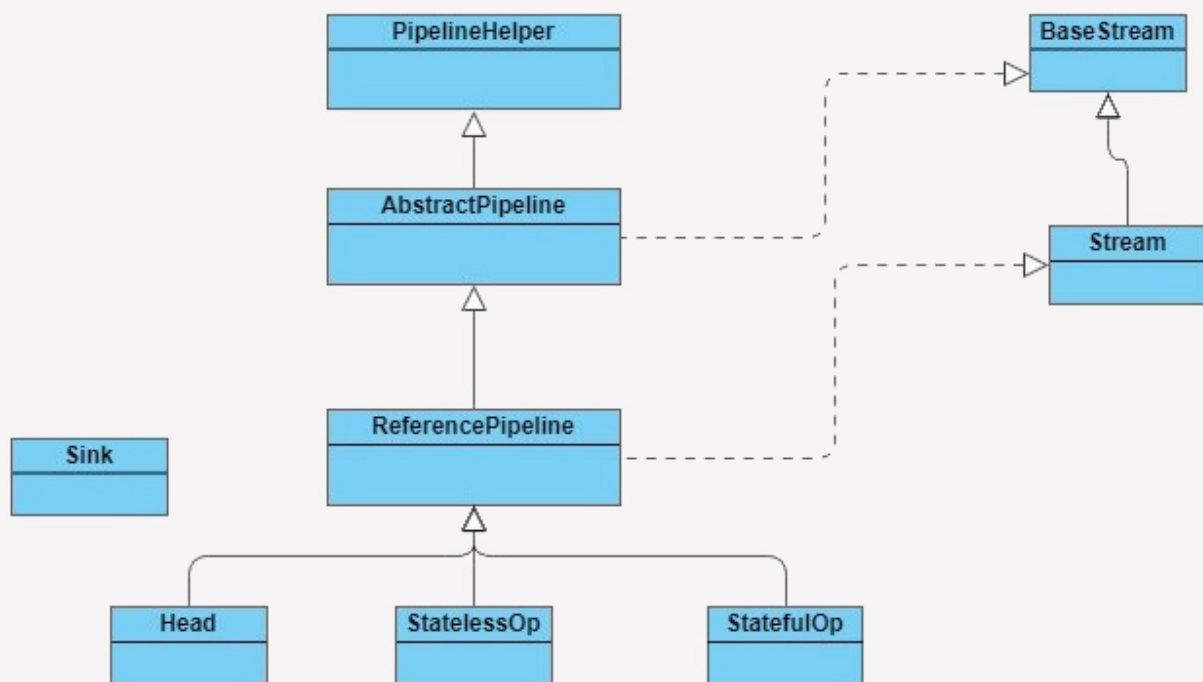 PipelineHelper
BaseStream
AbstractPipeline
Stream
ReferencePipeline
Sink
Head
StatelessOp
StatefulOp